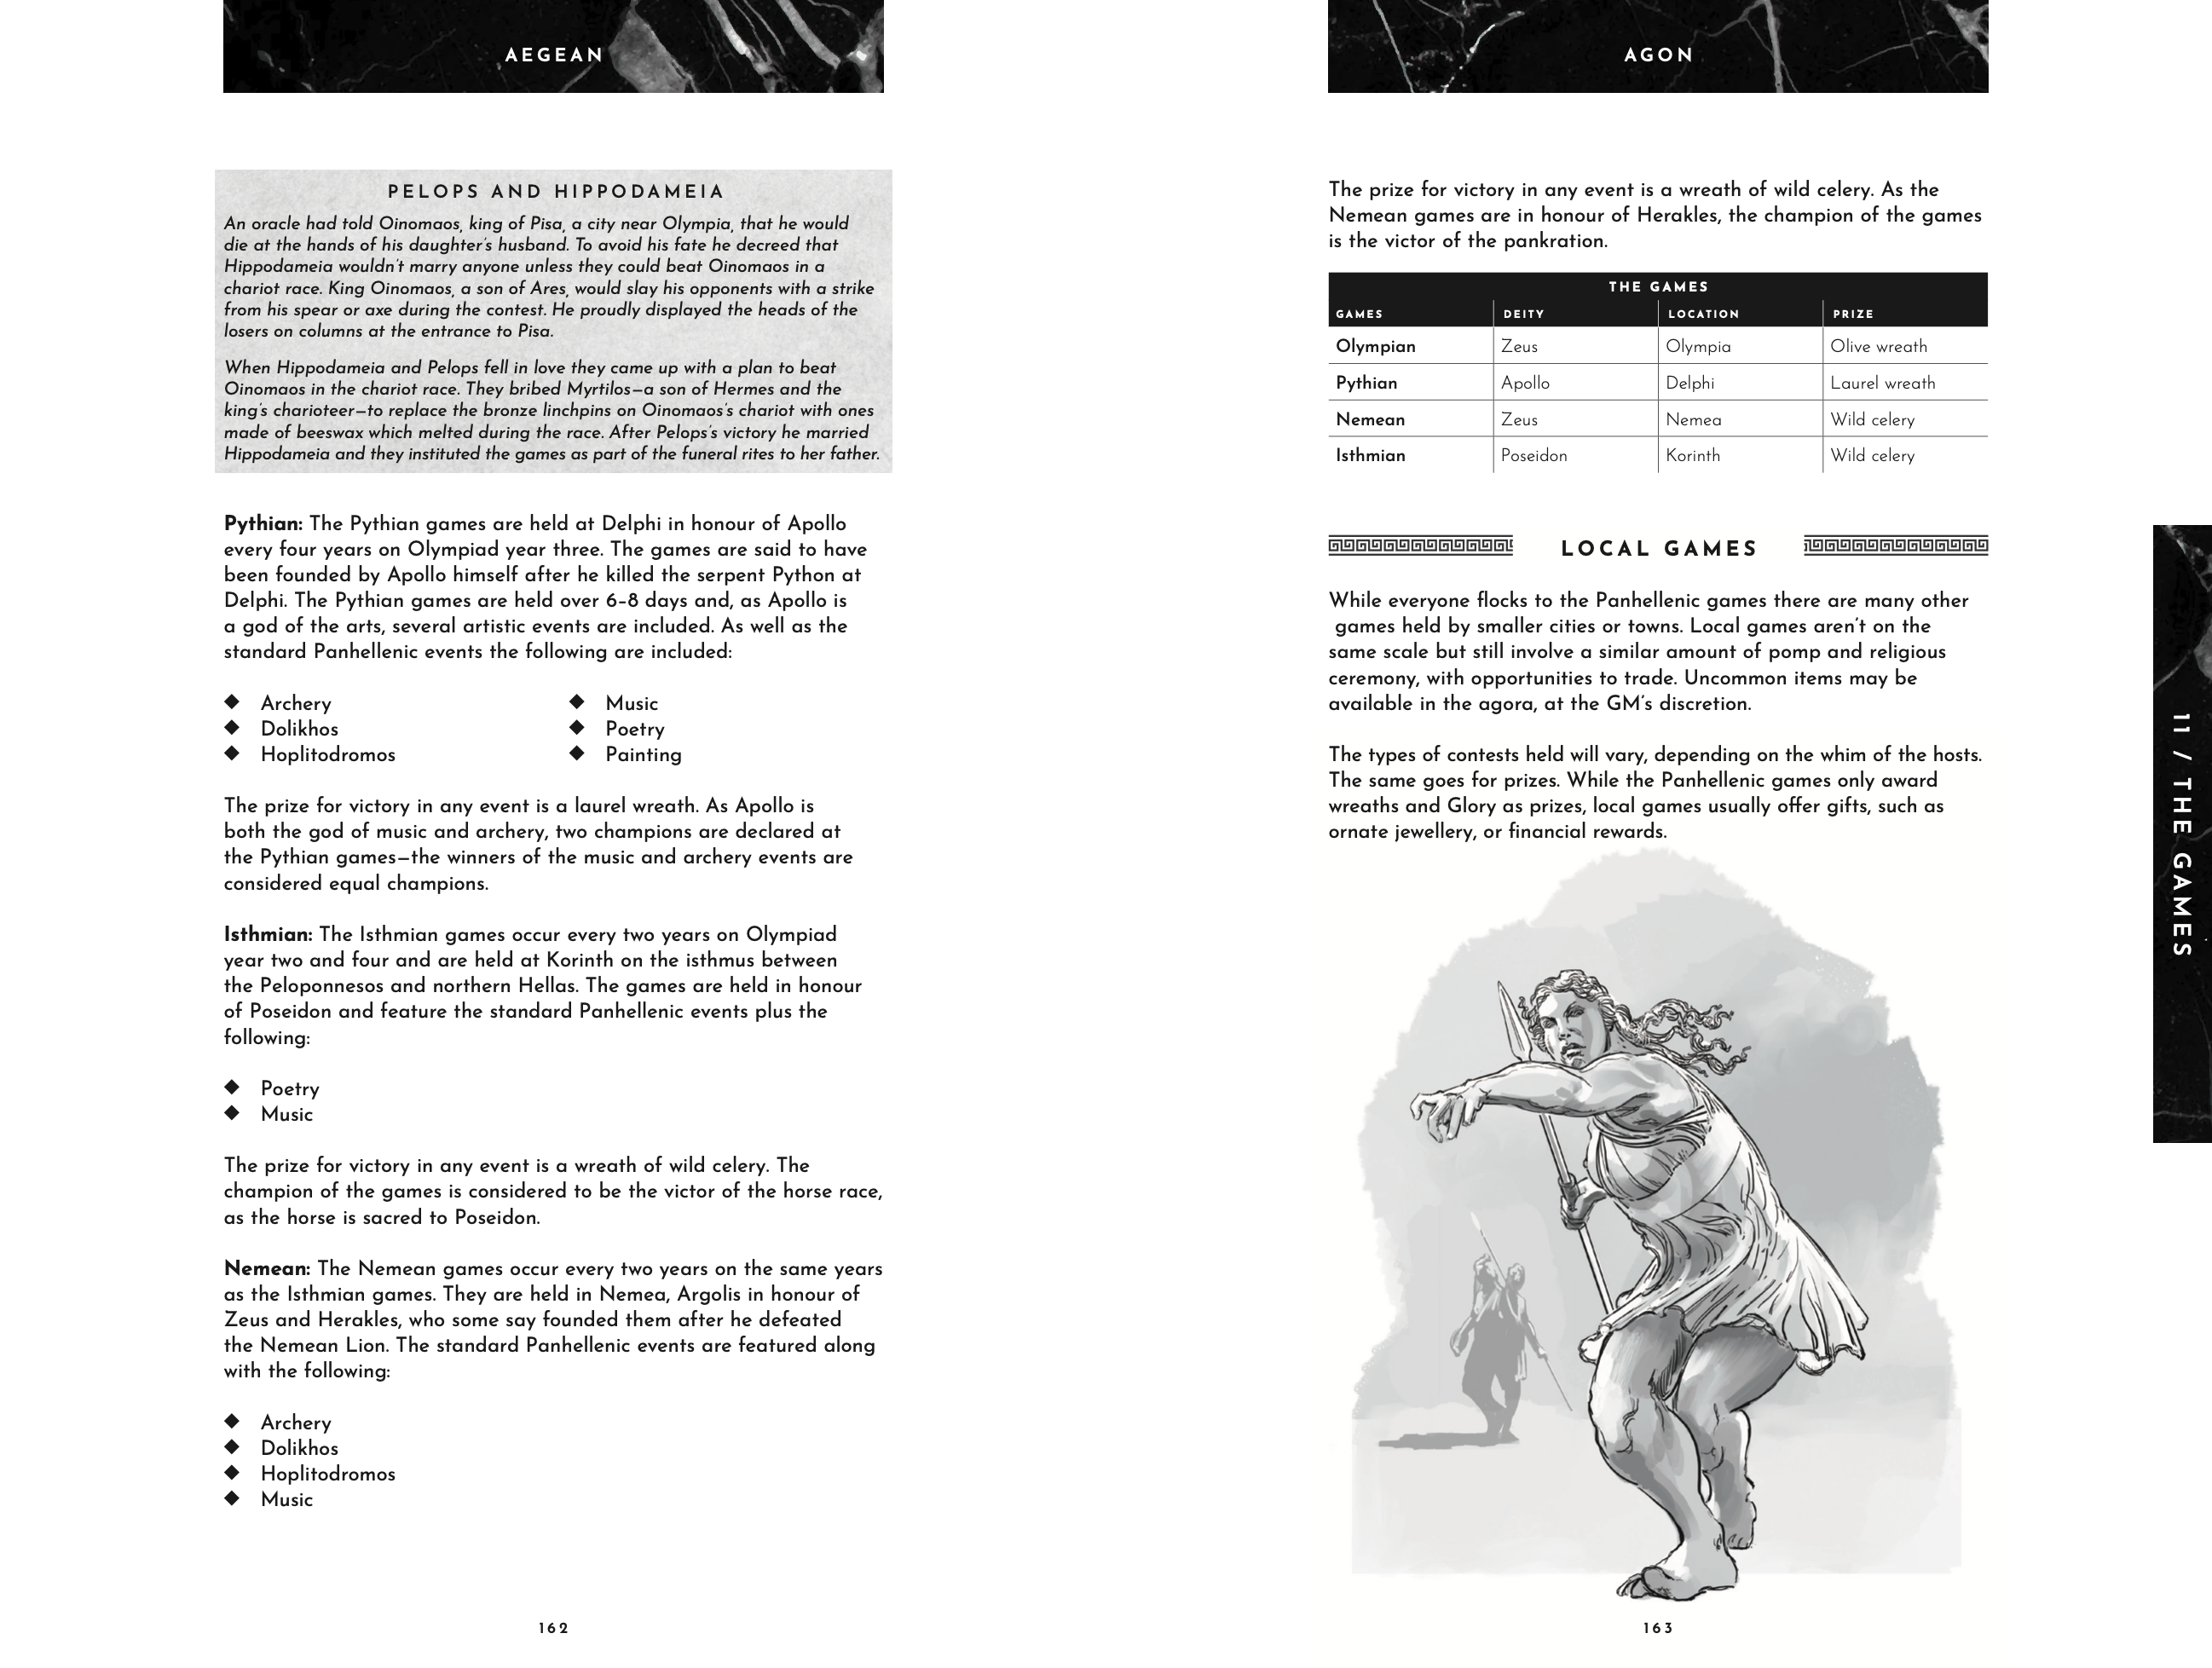 AEGEAN
PELOPS AND HIPPODAMEIA
An oracle had told Oinomaos, king of Pisa, a city near Olympia, that he would
die at the hands of his daughter's husband. To avoid his fate he decreed that
Hippodameia wouldn't marry anyone unless they could beat Oinomaos in a
chariot race. King Oinomaos, a son of Ares, would slay his opponents with a strike
from his spear or axe during the contest. He proudly displayed the heads of the
losers on columns at the entrance to Pisa.
When Hippodameia and Pelops fell in love they came up with a plan to beat
Oinomaos in the chariot race. They bribed Myrtilos—a son of Hermes and the
king's charioteer—to replace the bronze linchpins on Oinomaos's chariot with ones
made of beeswax which melted during the race. After Pelops's victory he married
Hippodameia and they instituted the games as part of the funeral rites to her father.
Pythian: The Pythian games are held at Delphi in honour of Apollo
every four years on Olympiad year three. The games are said to have
been founded by Apollo himself after he killed the serpent Python at
Delphi. The Pythian games are held over 6–8 days and, as Apollo is
a god of the arts, several artistic events are included. As well as the
standard Panhellenic events the following are included:
◆ Archery
◆ Dolikhos
◆ Hoplitodromos
◆ Music
◆ Poetry
◆ Painting
The prize for victory in any event is a laurel wreath. As Apollo is
both the god of music and archery, two champions are declared at
the Pythian games—the winners of the music and archery events are
considered equal champions.
Isthmian: The Isthmian games occur every two years on Olympiad
year two and four and are held at Korinth on the isthmus between
the Peloponnesos and northern Hellas. The games are held in honour
of Poseidon and feature the standard Panhellenic events plus the
following:
◆ Poetry
◆ Music
The prize for victory in any event is a wreath of wild celery. The
champion of the games is considered to be the victor of the horse race,
as the horse is sacred to Poseidon.
Nemean: The Nemean games occur every two years on the same years
as the Isthmian games. They are held in Nemea, Argolis in honour of
Zeus and Herakles, who some say founded them after he defeated
the Nemean Lion. The standard Panhellenic events are featured along
with the following:
◆ Archery
◆ Dolikhos
◆ Hoplitodromos
◆ Music
162
AGON
The prize for victory in any event is a wreath of wild celery. As the
Nemean games are in honour of Herakles, the champion of the games
is the victor of the pankration.
THE GAMES
GAMES DEITY LOCATION PRIZE
Olympian Zeus Olympia Olive wreath
Pythian Apollo Delphi Laurel wreath
Nemean Zeus Nemea Wild celery
Isthmian Poseidon Korinth Wild celery
LOCAL GAMES
While everyone flocks to the Panhellenic games there are many other
games held by smaller cities or towns. Local games aren't on the
same scale but still involve a similar amount of pomp and religious
ceremony, with opportunities to trade. Uncommon items may be
available in the agora, at the GM's discretion.
The types of contests held will vary, depending on the whim of the hosts.
The same goes for prizes. While the Panhellenic games only award
wreaths and Glory as prizes, local games usually offer gifts, such as
ornate jewellery, or financial rewards.
11 / THE GAMES
163